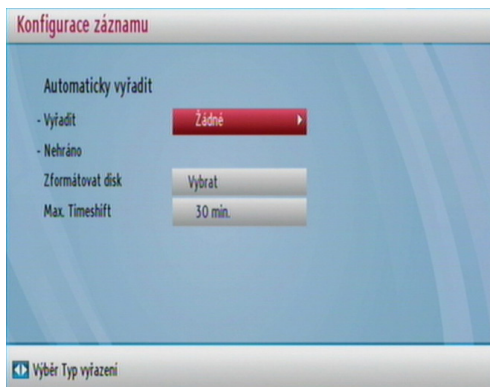 Konfigurace záznamu
Automaticky vyřadit
- Vyřadit Žádné
- Nehráno
Zformátovat disk Vybrat
Max. Timeshift 30 min.
Výběr Typ vyřazení